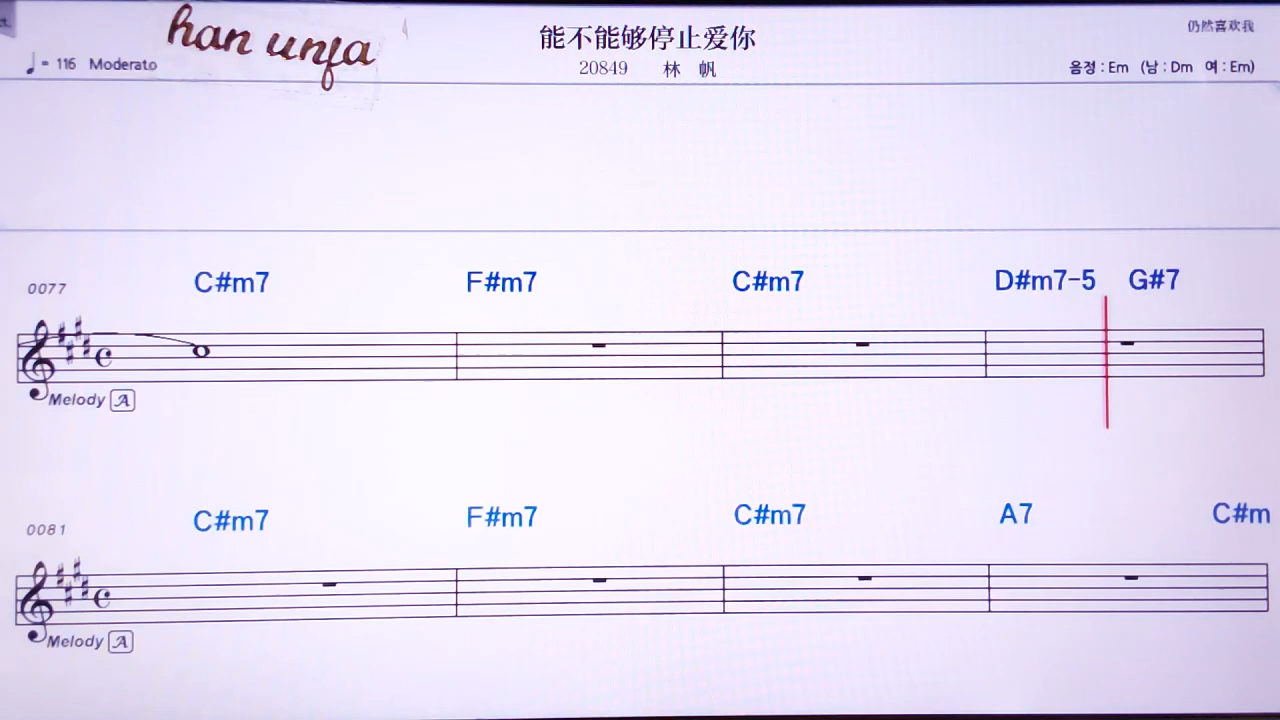 han unfa
能不能够停止爱你
仍然喜欢我
♩ = 116 Moderato
20849 林 帆
음정 : Em (남 : Dm 여 : Em)
0077 C#m7 F#m7 C#m7 D#m7-5 G#7
Melody A
0081 C#m7 F#m7 C#m7 A7 C#m
Melody A